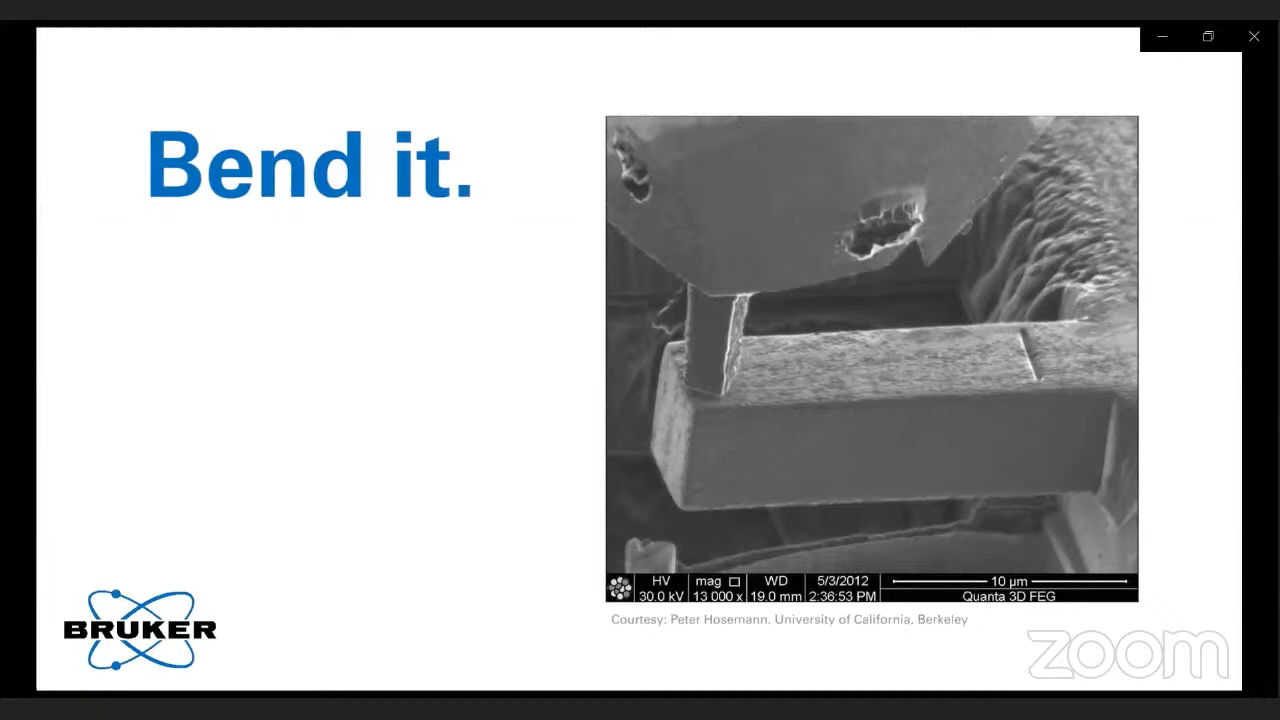 Bend it.
HV mag WD 5/3/2012 10 µm
30.0 kV 13 000 x 19.0 mm 2:36:53 PM Quanta 3D FEG
Courtesy: Peter Hosemann. University of California, Berkeley
BRUKER
zoom